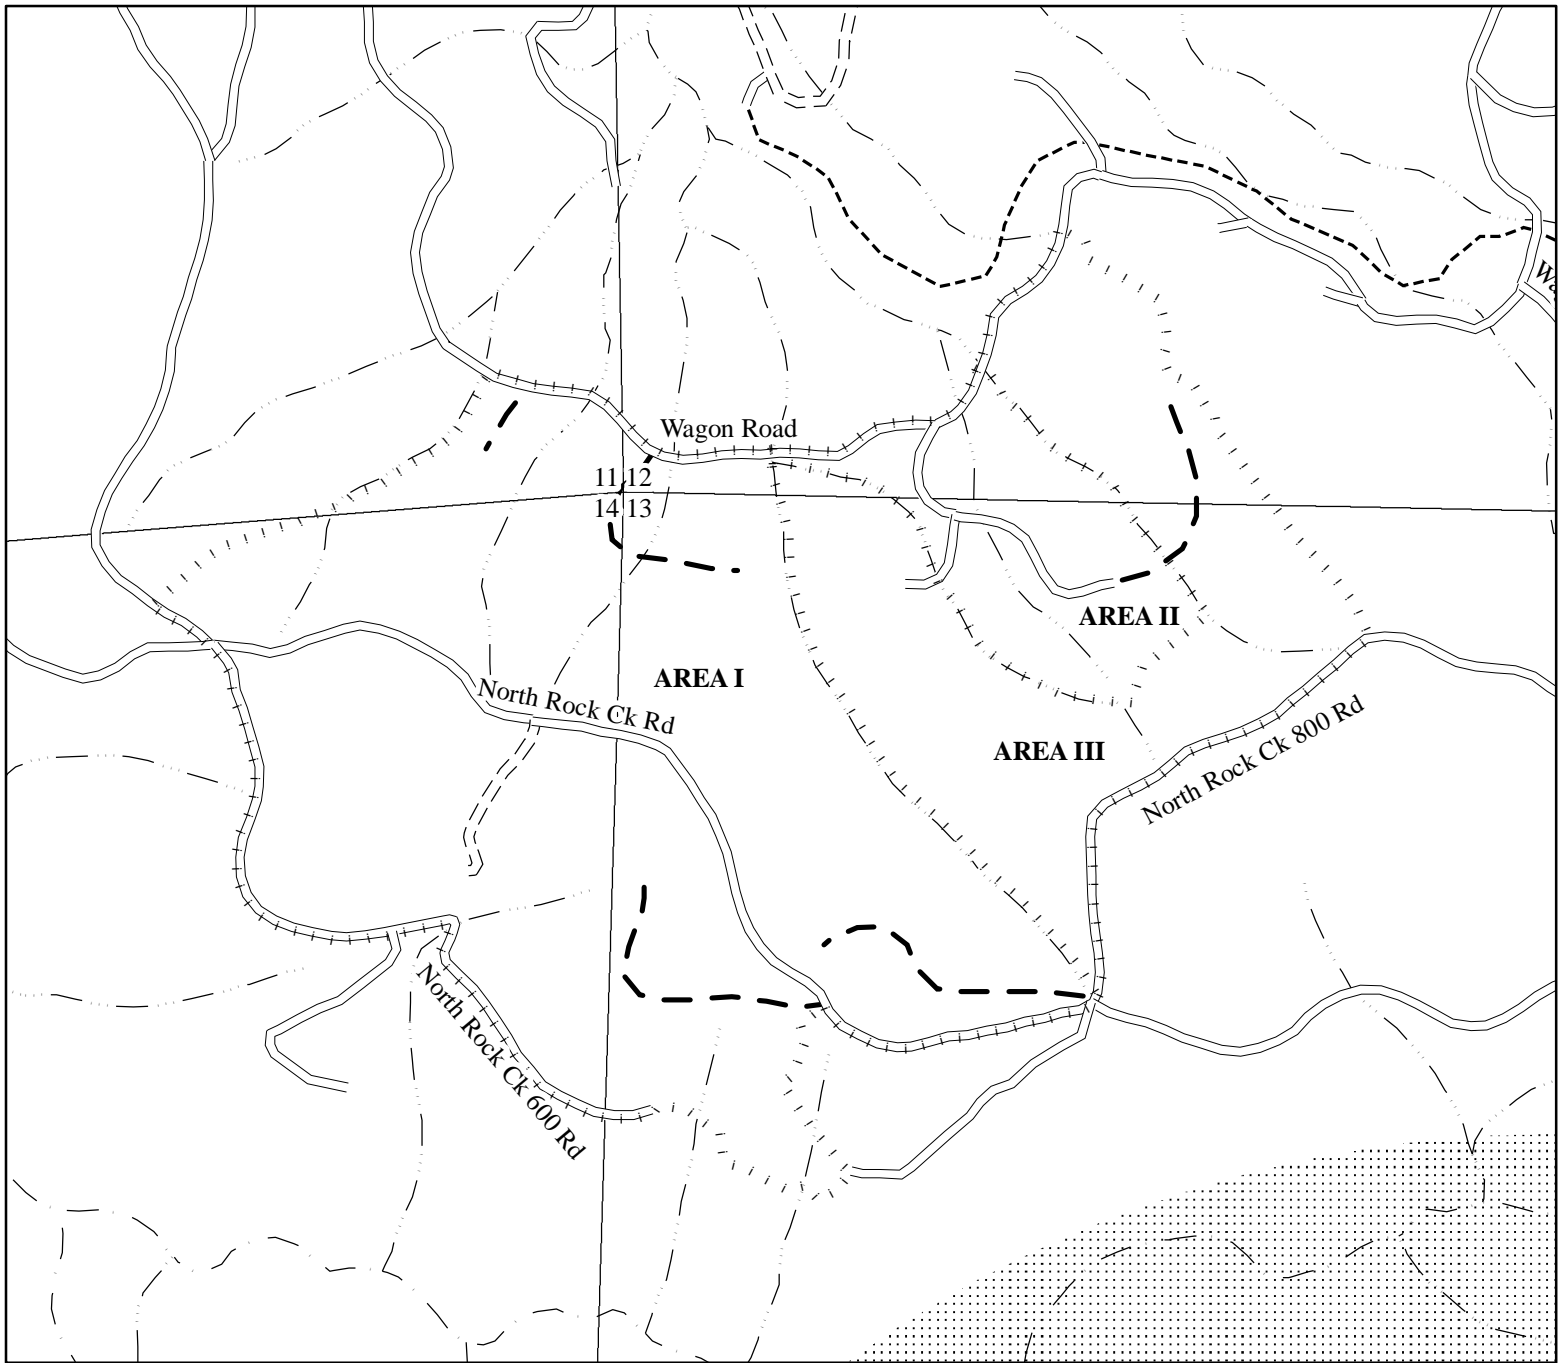 Wagon Road
11 12
14 13
AREA II
AREA I
North Rock Ck Rd
AREA III
North Rock Ck 800 Rd
North Rock Ck 600 Rd